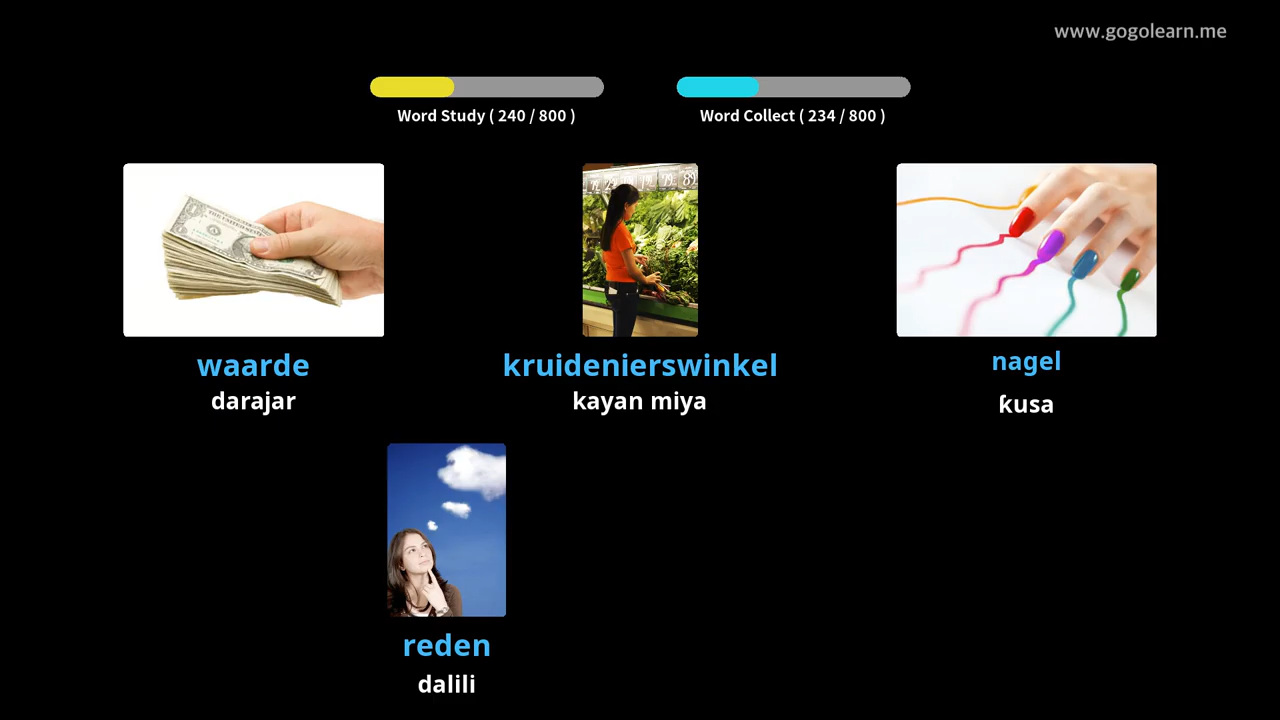 www.gogolearn.me
Word Study ( 240 / 800 )
Word Collect ( 234 / 800 )
waarde
darajar
kruidenierswinkel
kayan miya
nagel
ƙusa
reden
dalili